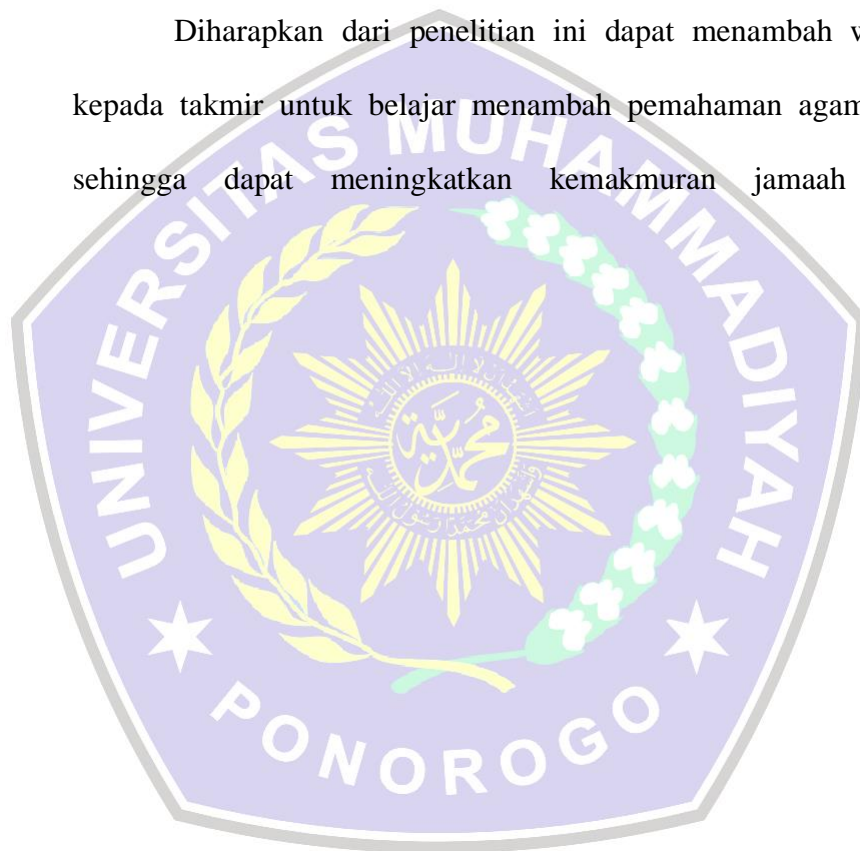 Diharapkan dari penelitian ini dapat menambah
kepada takmir untuk belajar menambah pemahaman
sehingga dapat meningkatkan kemakmuran jamaah
UNIVERSITAS MUHAMMADIYAH
محمدية
PONOROGO